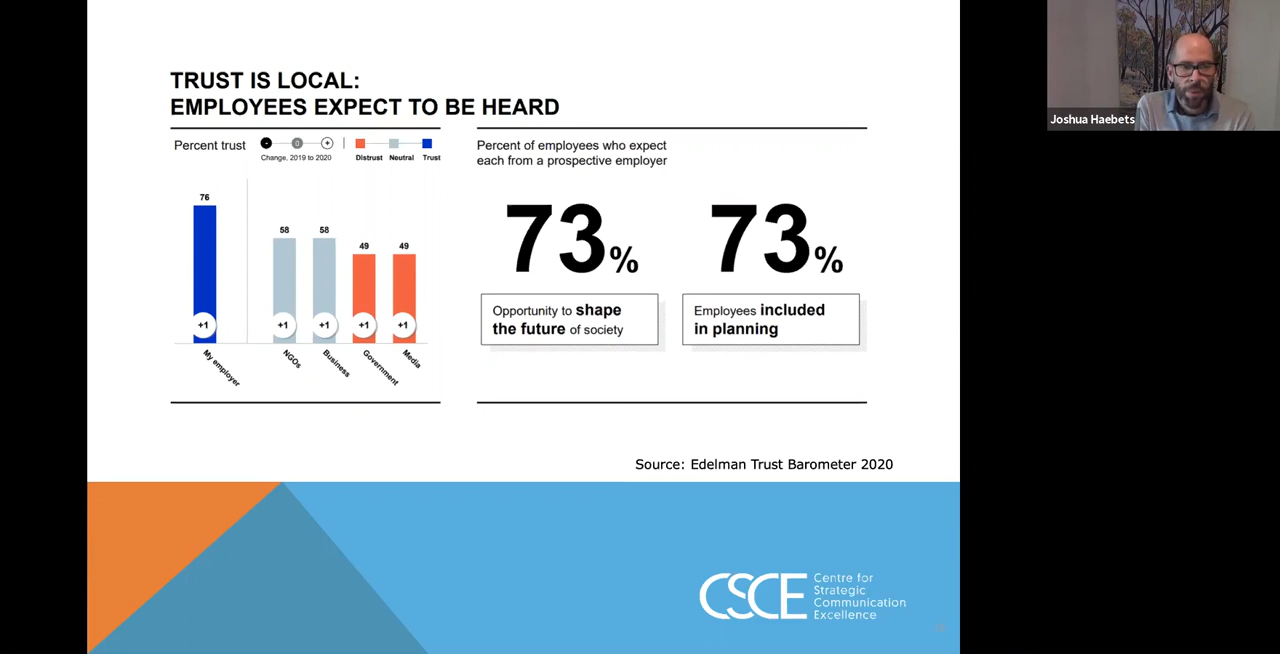 TRUST IS LOCAL:
EMPLOYEES EXPECT TO BE HEARD
Percent trust
- 0 +
Change, 2019 to 2020
Distrust Neutral Trust
76
58
58
49
49
+1
+1
+1
+1
+1
My employer
NGOs
Business
Government
Media
Percent of employees who expect
each from a prospective employer
73%
Opportunity to shape
the future of society
73%
Employees included
in planning
Source: Edelman Trust Barometer 2020
CSCE
Centre for
Strategic
Communication
Excellence
Joshua Haebets